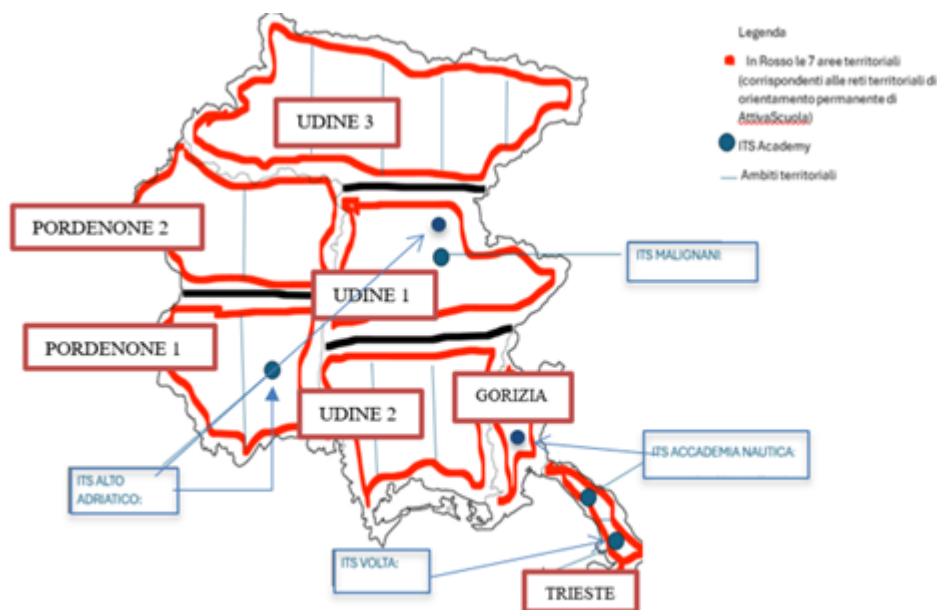 Legenda
In Rosso le 7 aree territoriali
(corrispondenti alle reti territoriali di
orientamento permanente di
AttivaScuola)
ITS Academy
Ambiti territoriali
UDINE 3
PORDENONE 2
ITS MALIGNANI:
UDINE 1
PORDENONE 1
GORIZIA
UDINE 2
ITS ACCADEMIA NAUTICA:
ITS ALTO
ADRIATICO:
ITS VOLTA:
TRIESTE